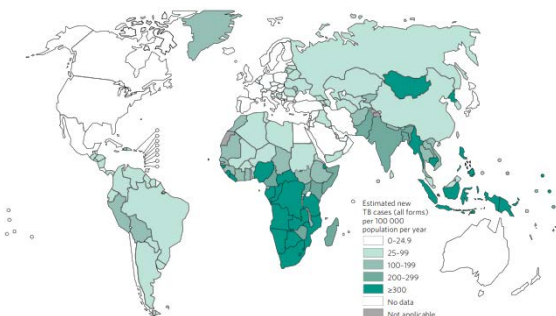 Estimated new
TB cases (all forms)
per 100 000
population per year
0–24.9
25–99
100–199
200–299
≥300
No data
Not applicable